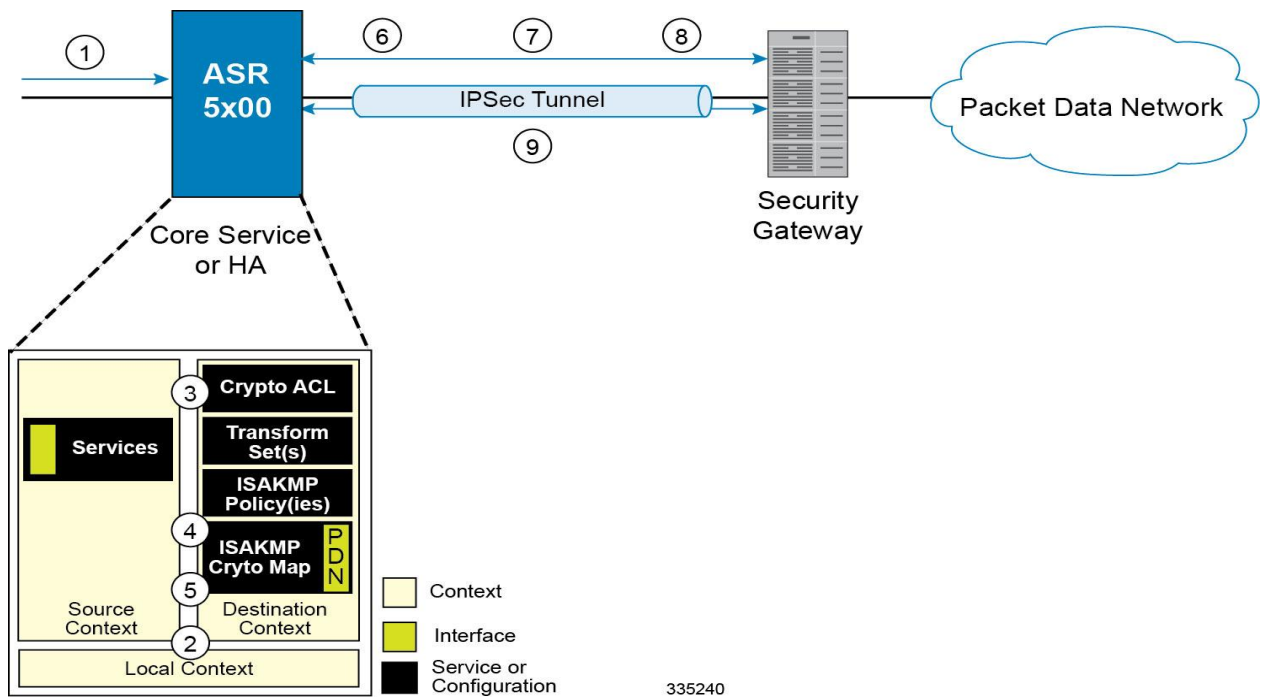 1
ASR
5x00
6
7
8
IPSec Tunnel
9
Packet Data Network
Security
Gateway
Core Service
or HA
3
Crypto ACL
Services
Transform
Set(s)
ISAKMP
Policy(ies)
4
ISAKMP
Cryto Map
PDN
5
Source
Context
Destination
Context
2
Local Context
Context
Interface
Service or
Configuration
335240